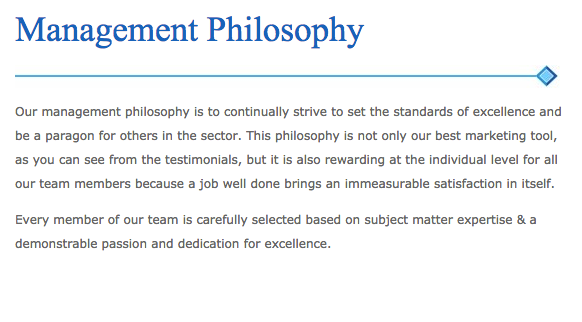 Management Philosophy
Our management philosophy is to continually strive to set the standards of excellence and
be a paragon for others in the sector. This philosophy is not only our best marketing tool,
as you can see from the testimonials, but it is also rewarding at the individual level for all
our team members because a job well done brings an immeasurable satisfaction in itself.
Every member of our team is carefully selected based on subject matter expertise & a
demonstrable passion and dedication for excellence.